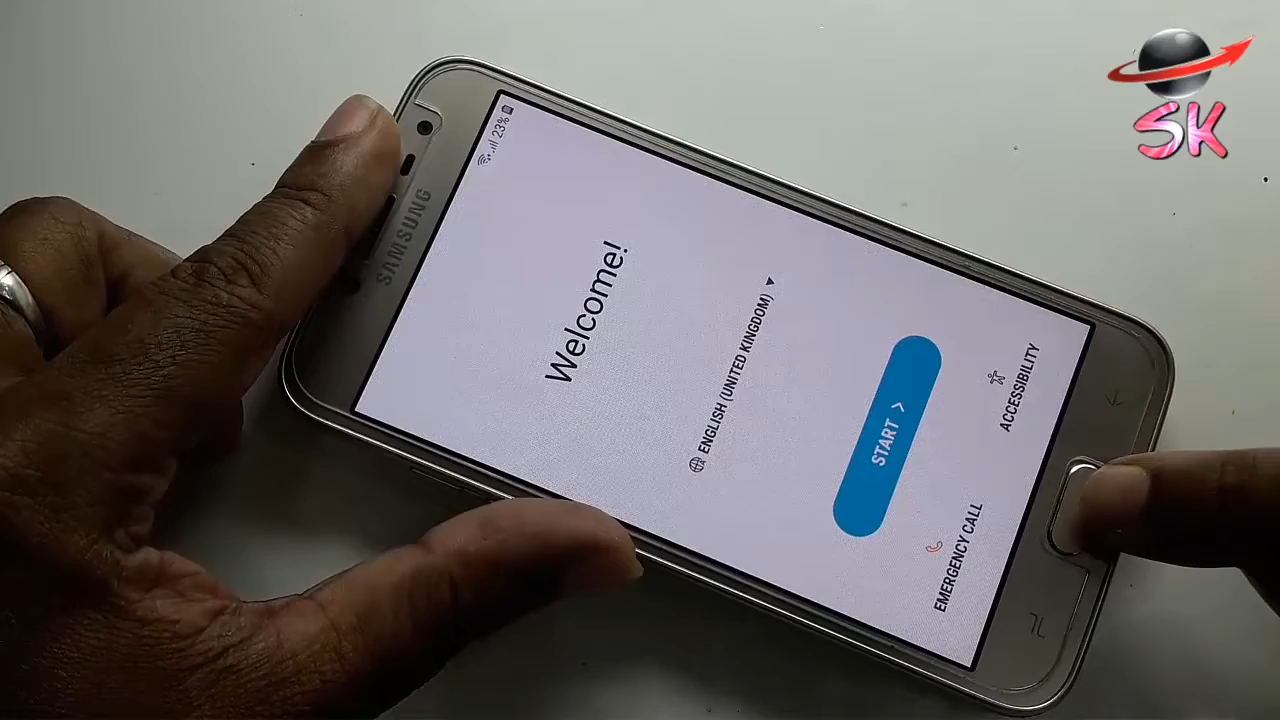 23%
SAMSUNG
Welcome!
ENGLISH (UNITED KINGDOM)
START >
EMERGENCY CALL
ACCESSIBILITY
SK